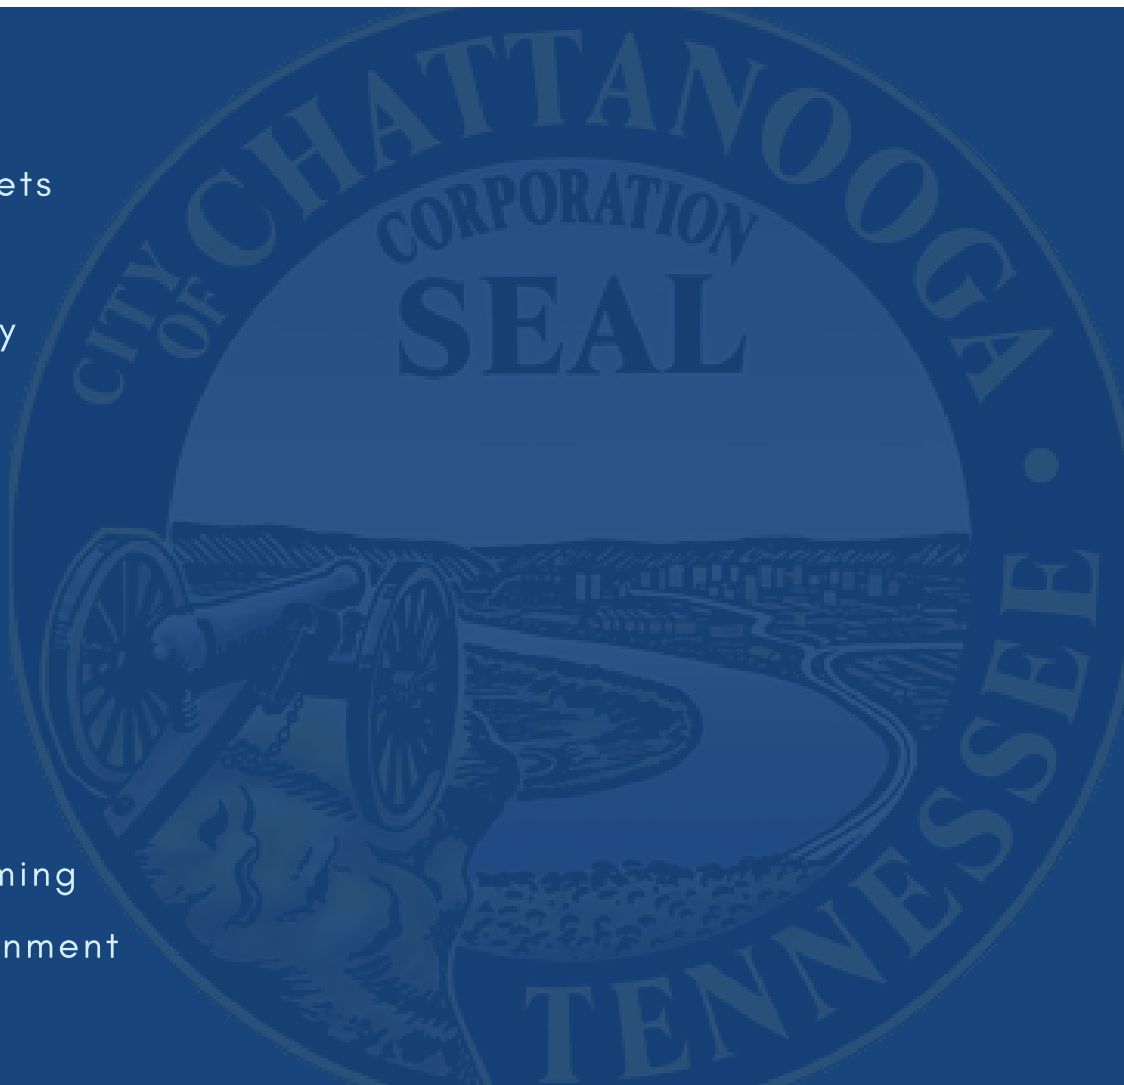 CITY OF CHATTANOOGA • TENNESSEE
CORPORATION
SEAL
ets
y
ming
nment